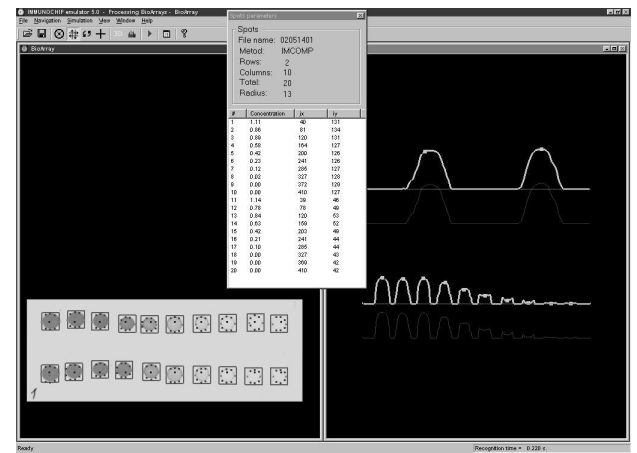 IMMUNOCHIP emulator 5.0 - Processing BioArrays - BioArray
File Navigation Simulation View Window Help
BioArray
Spots parameters
Spots
File name: 02051401
Metod: IMCOMP
Rows: 2
Columns: 10
Total: 20
Radius: 13
# Concentration jx iy
1 1.11 40 131
2 0.86 81 134
3 0.89 120 131
4 0.58 164 127
5 0.42 200 126
6 0.23 241 126
7 0.12 285 127
8 0.02 327 128
9 0.00 372 129
10 0.00 410 127
11 1.14 39 46
12 0.78 78 49
13 0.84 120 53
14 0.63 159 52
15 0.42 203 49
16 0.21 241 44
17 0.10 285 44
18 0.00 327 43
19 0.00 369 42
20 0.00 410 42
1
Ready
Recognition time = 0.220 s.